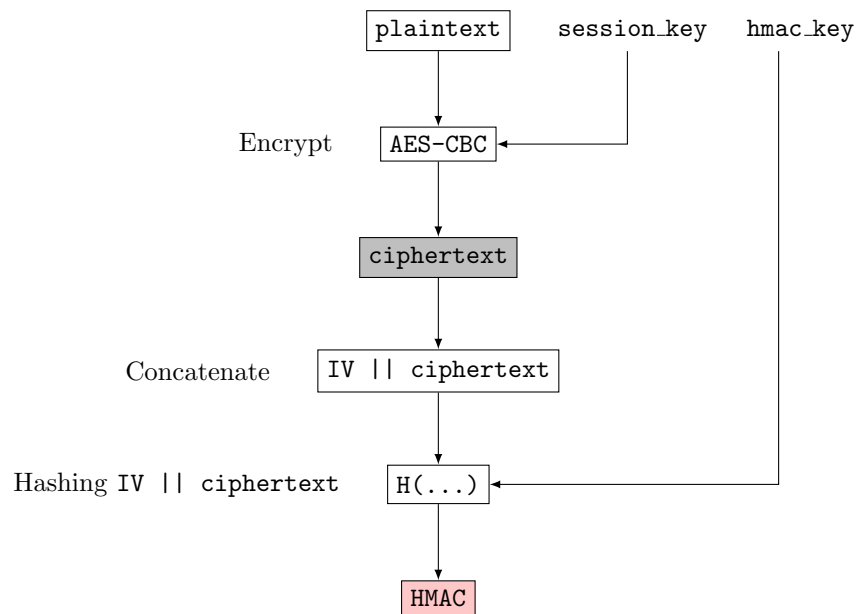 plaintext session_key hmac_key
Encrypt AES-CBC
ciphertext
Concatenate IV || ciphertext
Hashing IV || ciphertext H(...)
HMAC